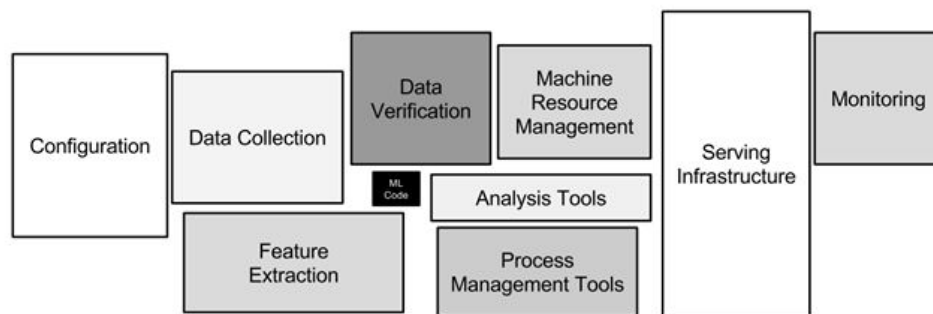 Configuration
Data Collection
Data
Verification
Machine
Resource
Management
Monitoring
Serving
Infrastructure
ML
Code
Analysis Tools
Feature
Extraction
Process
Management Tools